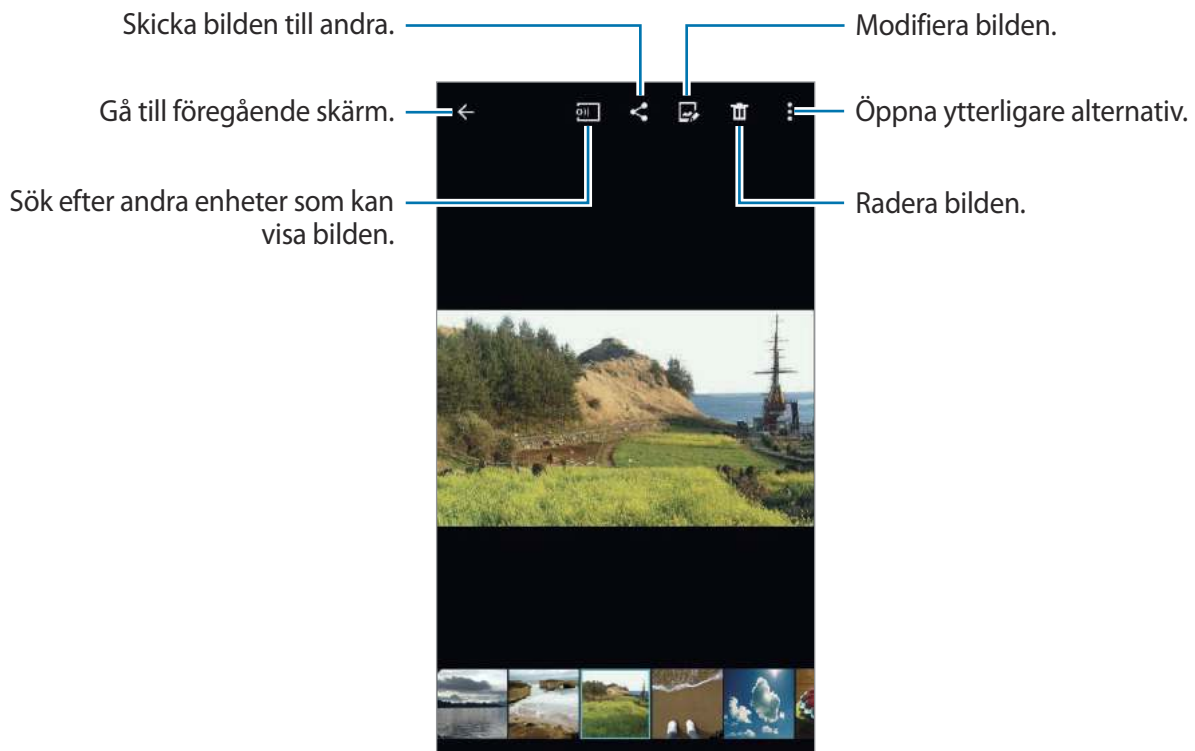 Skicka bilden till andra.
Modifiera bilden.
Gå till föregående skärm.
Öppna ytterligare alternativ.
Sök efter andra enheter som kan
visa bilden.
Radera bilden.